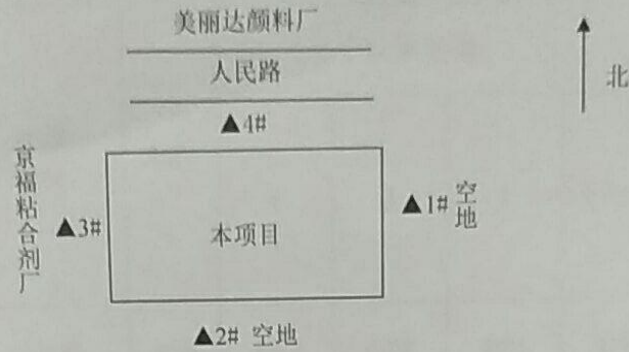 美丽达颜料厂
人民路
▲4#
北
京福粘合剂厂
▲3#
本项目
▲1#
空地
▲2# 空地